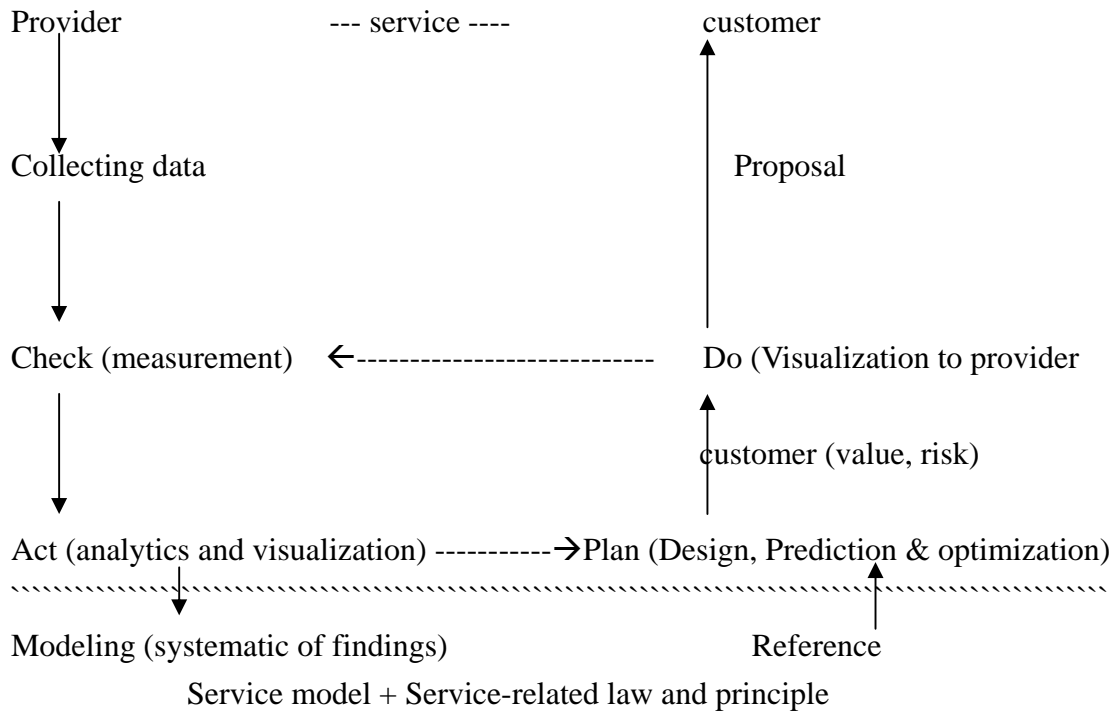 Provider --- service ---- customer
Collecting data Proposal
Check (measurement) ←---------------------------- Do (Visualization to provider
customer (value, risk)
Act (analytics and visualization) -----------→Plan (Design, Prediction & optimization)
Modeling (systematic of findings) Reference
Service model + Service-related law and principle